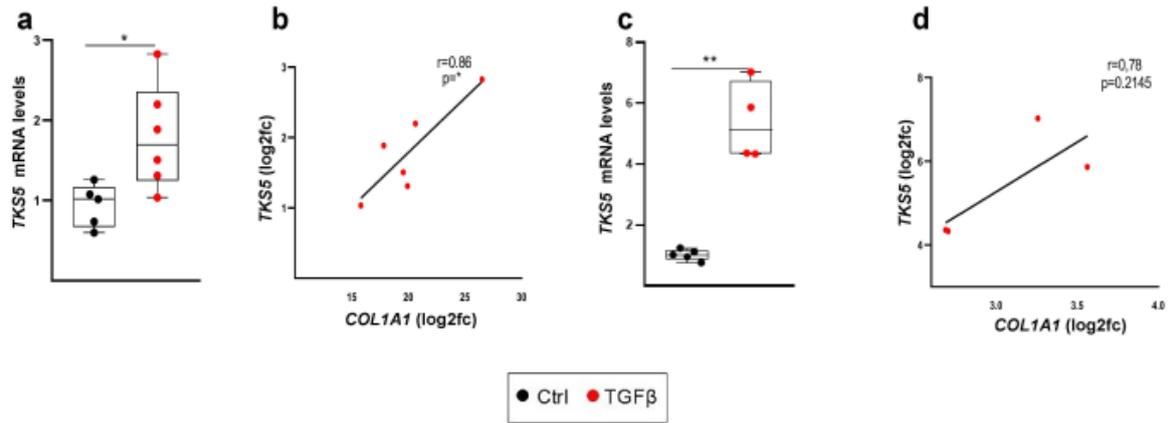 a
b
c
d
*
3
2
1
TKS5 mRNA levels
r=0.86
p=*
3
2
1
TKS5 (log2fc)
15 20 25 30
COL1A1 (log2fc)
**
8
6
4
2
TKS5 mRNA levels
r=0,78
p=0.2145
8
6
4
TKS5 (log2fc)
3.0 3.5 4.0
COL1A1 (log2fc)
Ctrl TGFβ